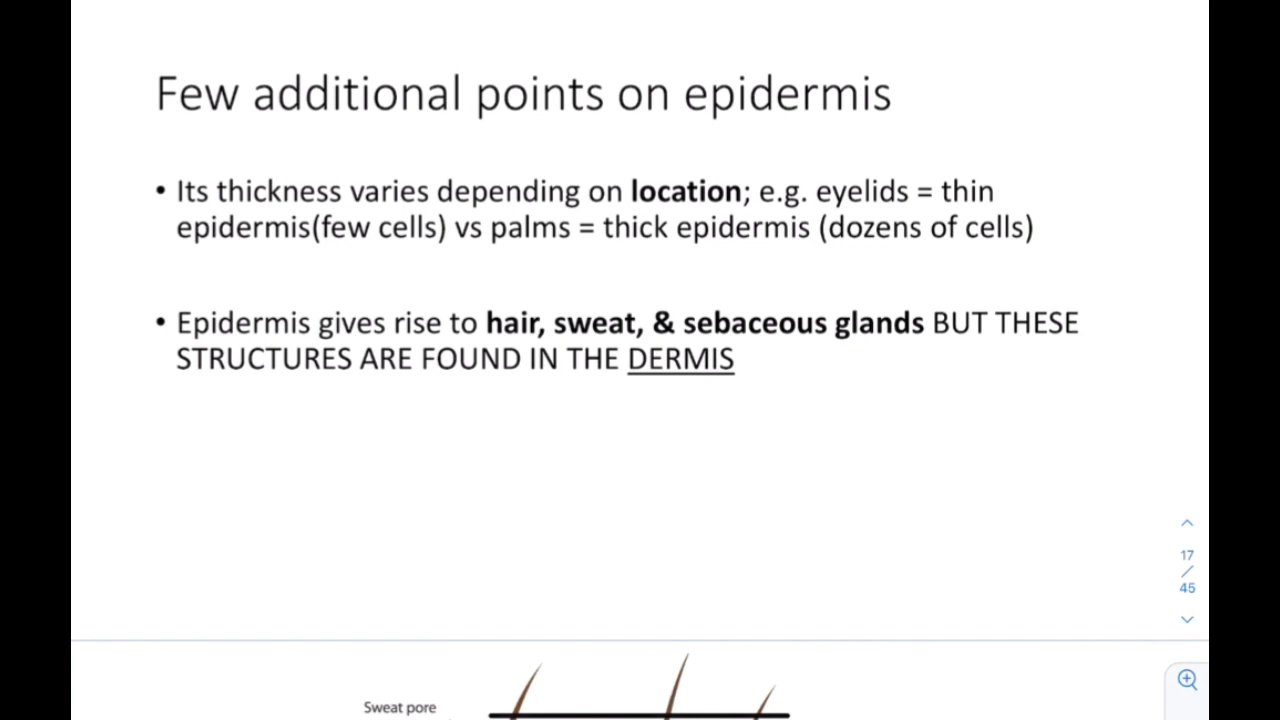 Few additional points on epidermis
• Its thickness varies depending on location; e.g. eyelids = thin
epidermis(few cells) vs palms = thick epidermis (dozens of cells)
• Epidermis gives rise to hair, sweat, & sebaceous glands BUT THESE
STRUCTURES ARE FOUND IN THE DERMIS
17
/
45
Sweat pore